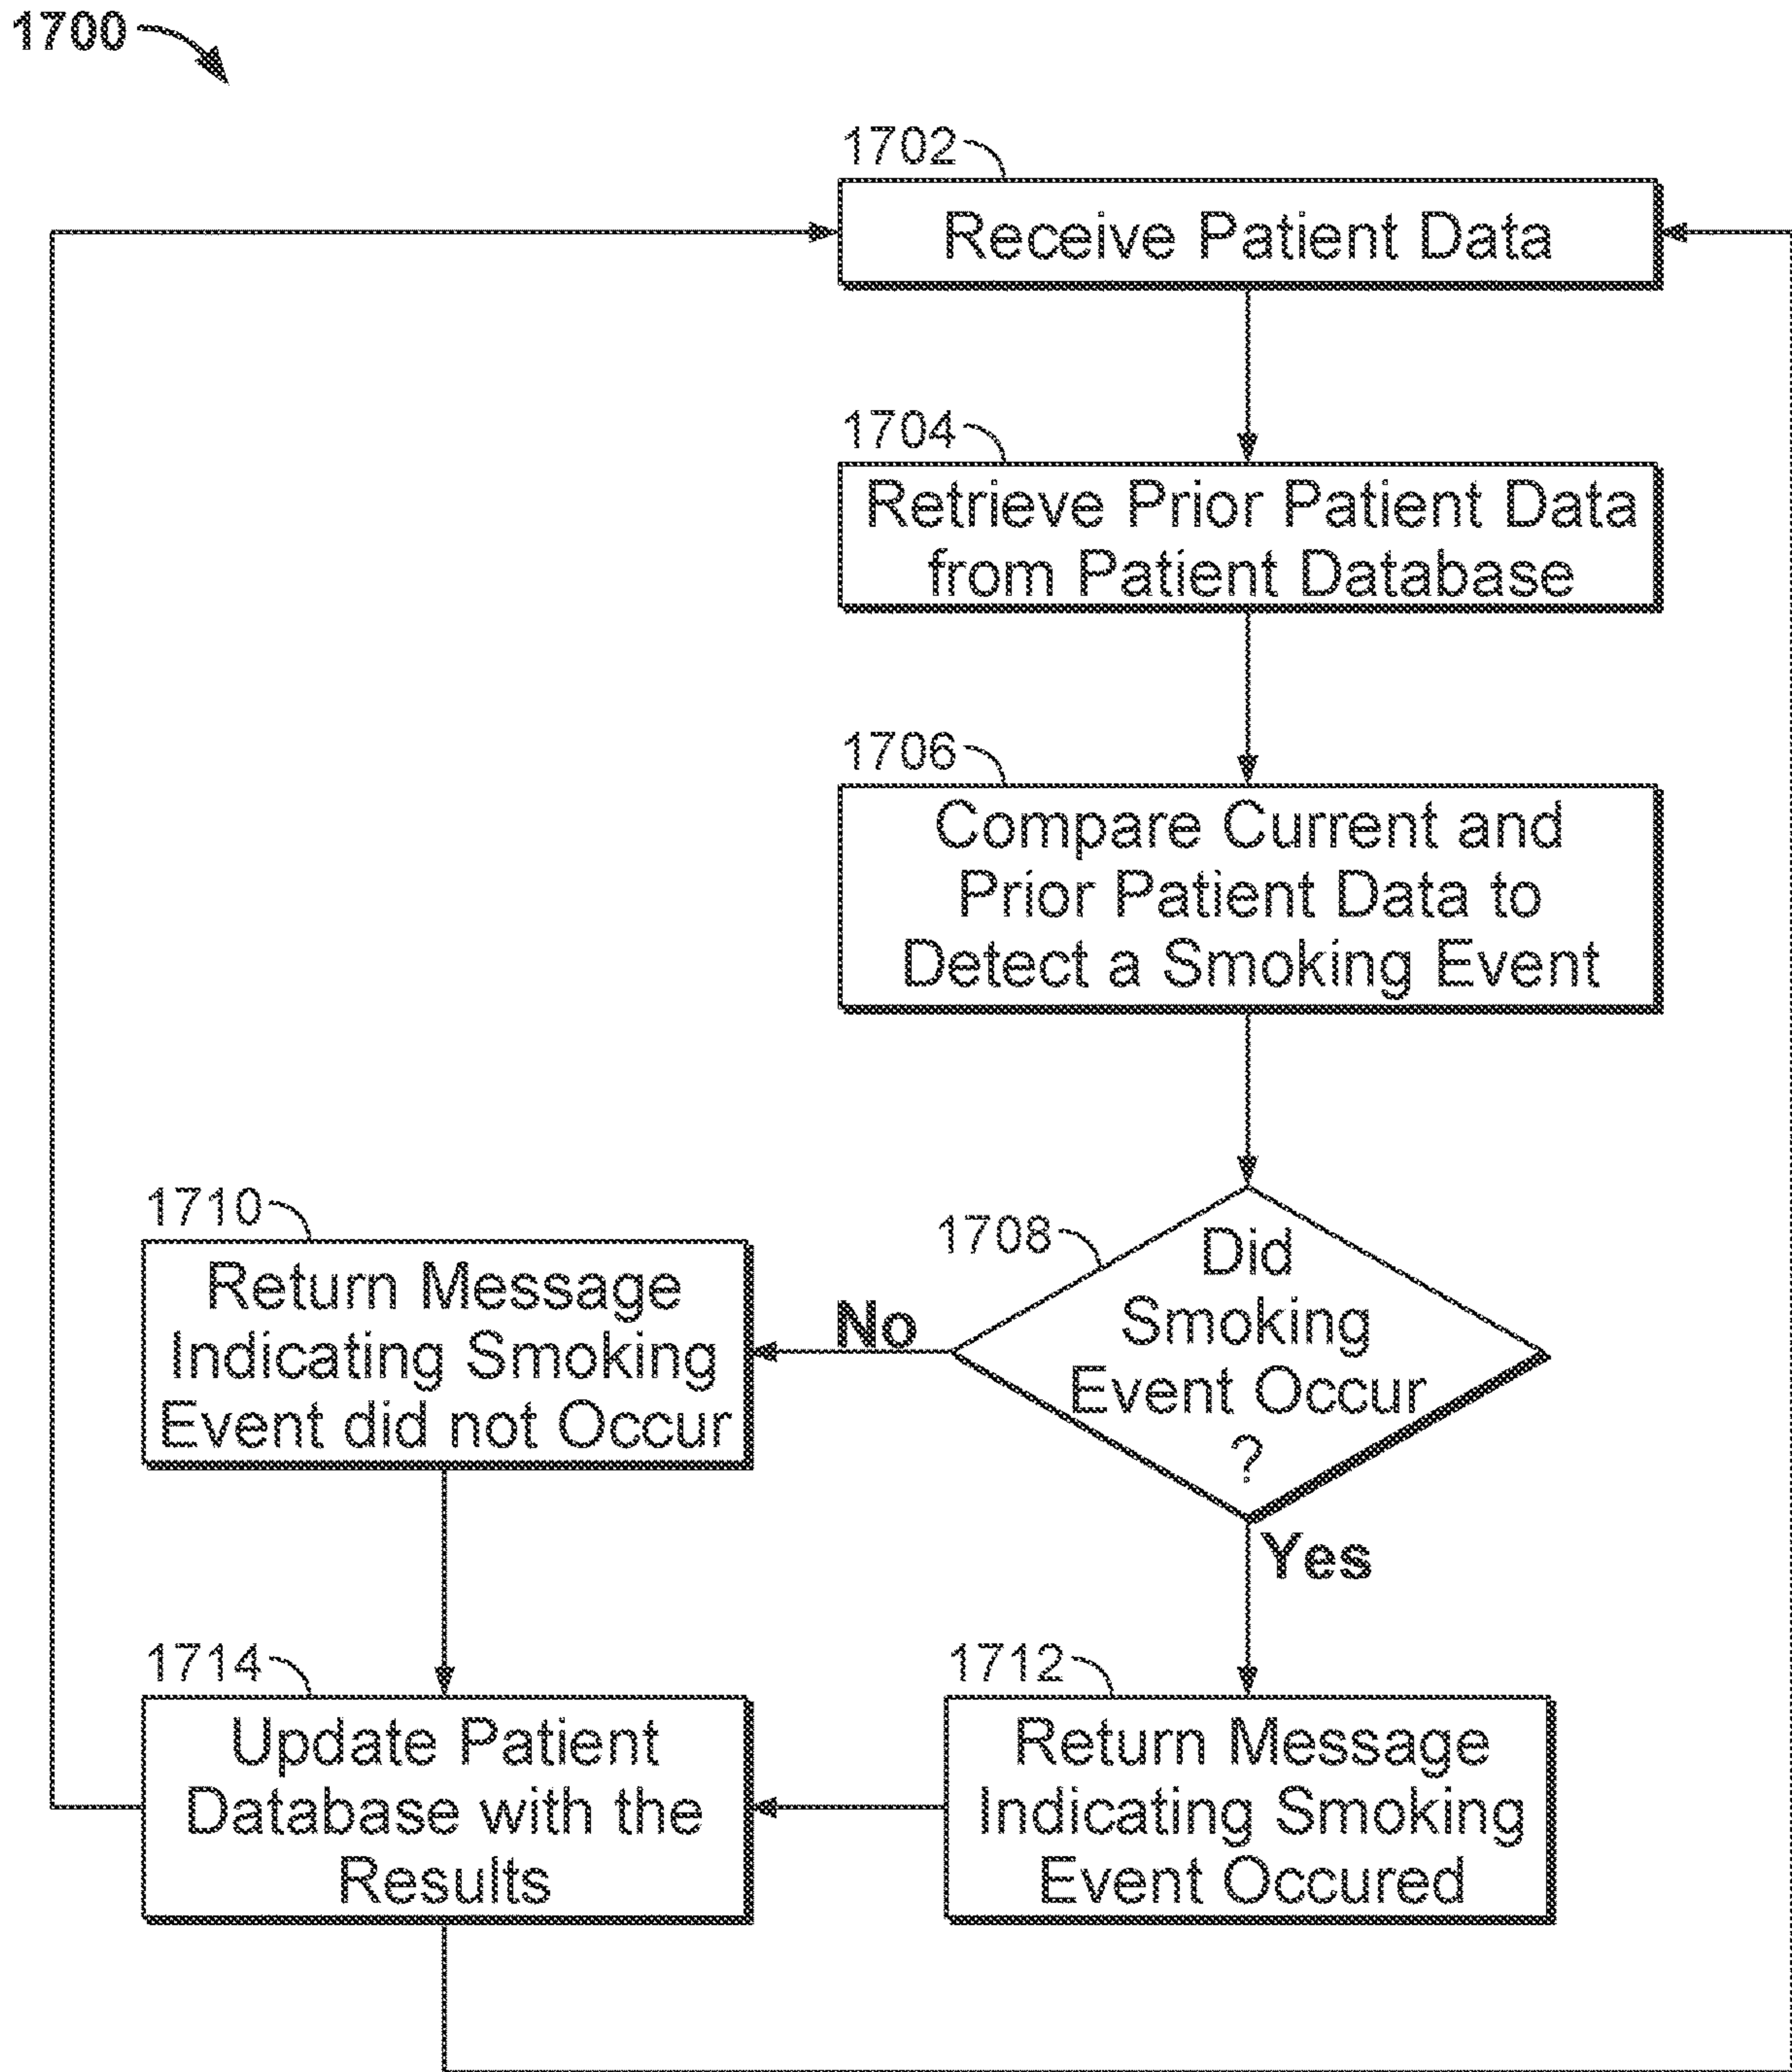 1700
1702
Receive Patient Data
1704
Retrieve Prior Patient Data
from Patient Database
1706
Compare Current and
Prior Patient Data to
Detect a Smoking Event
1708
Did
Smoking
Event Occur
?
No
Yes
1710
Return Message
Indicating Smoking
Event did not Occur
1712
Return Message
Indicating Smoking
Event Occured
1714
Update Patient
Database with the
Results